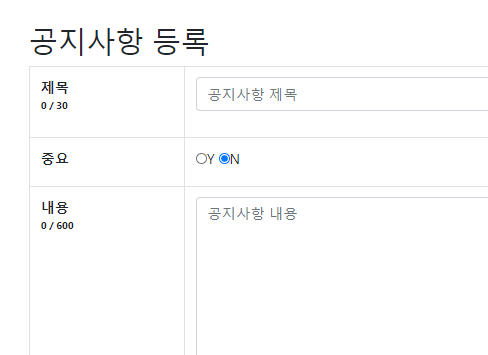 공지사항 등록
제목
0 / 30
공지사항 제목
중요
Y N
내용
0 / 600
공지사항 내용